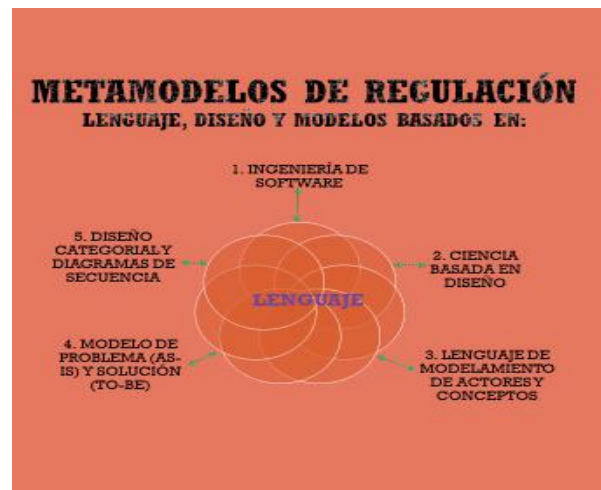 METAMODELOS DE REGULACIÓN
LENGUAJE, DISEÑO Y MODELOS BASADOS EN:
1. INGENIERÍA DE
SOFTWARE
5. DISEÑO
CATEGORIAL Y
DIAGRAMAS DE
SECUENCIA
2. CIENCIA
BASADA EN
DISEÑO
LENGUAJE
4. MODELO DE
PROBLEMA (AS-
IS) Y SOLUCIÓN
(TO-BE)
3. LENGUAJE DE
MODELAMIENTO
DE ACTORES Y
CONCEPTOS